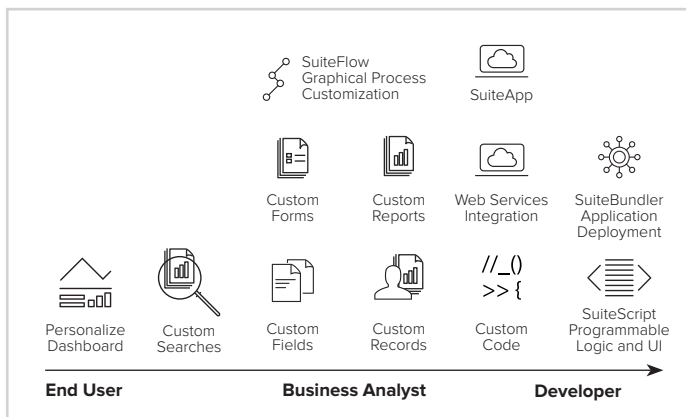 SuiteFlow
Graphical Process
Customization
SuiteApp
Custom
Forms
Custom
Reports
Web Services
Integration
SuiteBundler
Application
Deployment
//_()
>> {
Personalize
Dashboard
Custom
Searches
Custom
Fields
Custom
Records
Custom
Code
SuiteScript
Programmable
Logic and UI
End User
Business Analyst
Developer